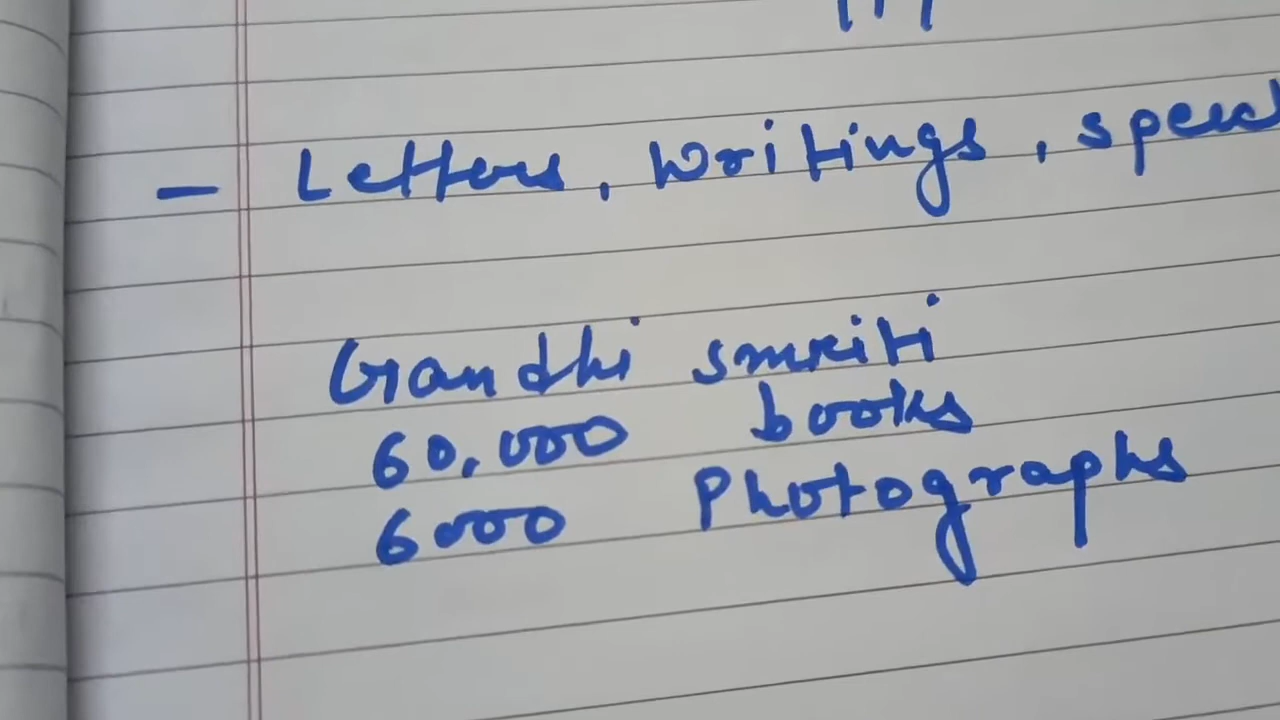 - Letters, Writings, speec
Gandhi smriti
60,000 books
6000 Photographs